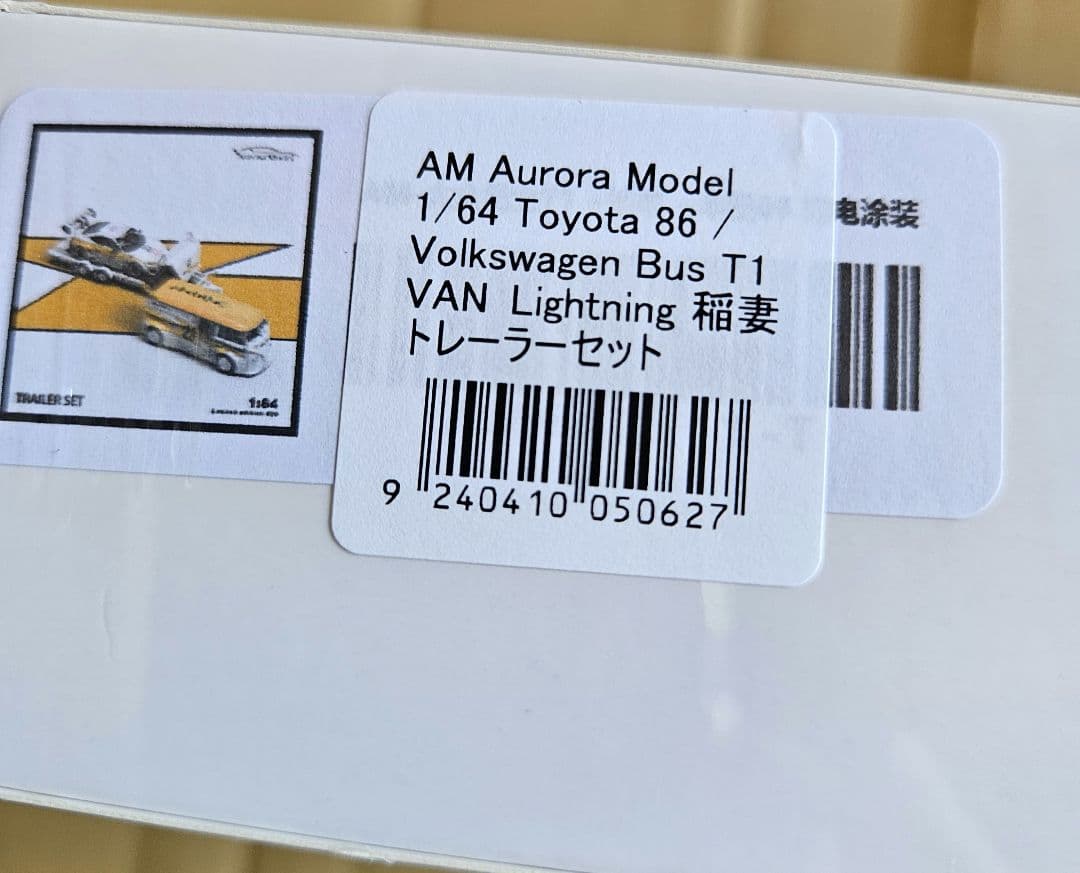 AM Aurora Model
1/64 Toyota 86 /
Volkswagen Bus T1
VAN Lightning 稲妻
トレーラーセット
9 240410 050627
TRAILER SET
1:64
电涂装